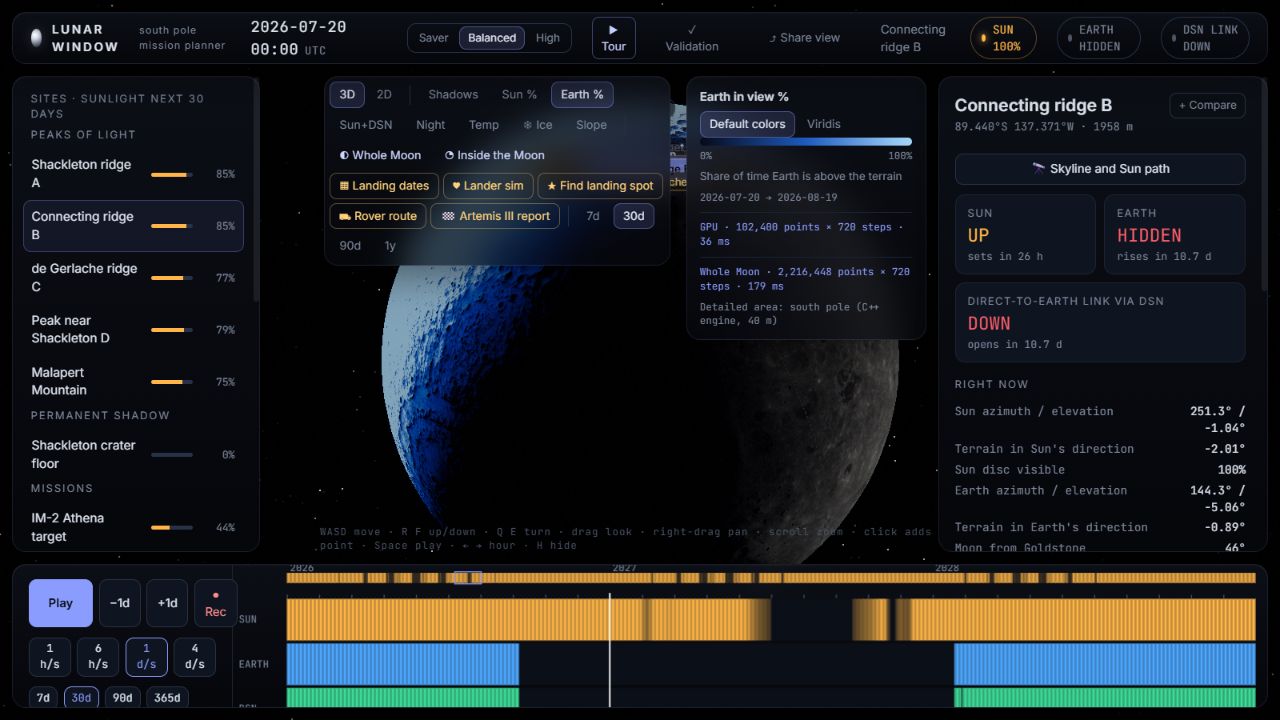 LUNAR WINDOW
south pole mission planner
2026-07-20
00:00 UTC
Saver Balanced High
▶ Tour
✓ Validation
⤴ Share view
Connecting ridge B
SUN 100%
EARTH HIDDEN
DSN LINK DOWN
SITES · SUNLIGHT NEXT 30 DAYS
PEAKS OF LIGHT
Shackleton ridge A 85%
Connecting ridge B 85%
de Gerlache ridge C 77%
Peak near Shackleton D 79%
Malapert Mountain 75%
PERMANENT SHADOW
Shackleton crater floor 0%
MISSIONS
IM-2 Athena target 44%
3D 2D Shadows Sun % Earth %
Sun+DSN Night Temp ❄ Ice Slope
◐ Whole Moon ◔ Inside the Moon
▦ Landing dates ♥ Lander sim ★ Find landing spot
⛟ Rover route 🏁 Artemis III report 7d 30d
90d 1y
Earth in view %
Default colors Viridis
0% 100%
Share of time Earth is above the terrain
2026-07-20 → 2026-08-19
GPU · 102,400 points × 720 steps ·
36 ms
Whole Moon · 2,216,448 points × 720
steps · 179 ms
Detailed area: south pole (C++
engine, 40 m)
Connecting ridge B
+ Compare
89.440°S 137.371°W · 1958 m
🔭 Skyline and Sun path
SUN
UP
sets in 26 h
EARTH
HIDDEN
rises in 10.7 d
DIRECT-TO-EARTH LINK VIA DSN
DOWN
opens in 10.7 d
RIGHT NOW
Sun azimuth / elevation 251.3° / -1.04°
Terrain in Sun's direction -2.01°
Sun disc visible 100%
Earth azimuth / elevation 144.3° / -5.06°
Terrain in Earth's direction -0.89°
Moon from Goldstone 46°
WASD move · R F up/down · Q E turn · drag look · right-drag pan · scroll zoom · click adds
point · Space play · ← → hour · H hide
Play −1d +1d ● Rec
1 h/s 6 h/s 1 d/s 4 d/s
7d 30d 90d 365d
2026 2027 2028
SUN
EARTH
DSN